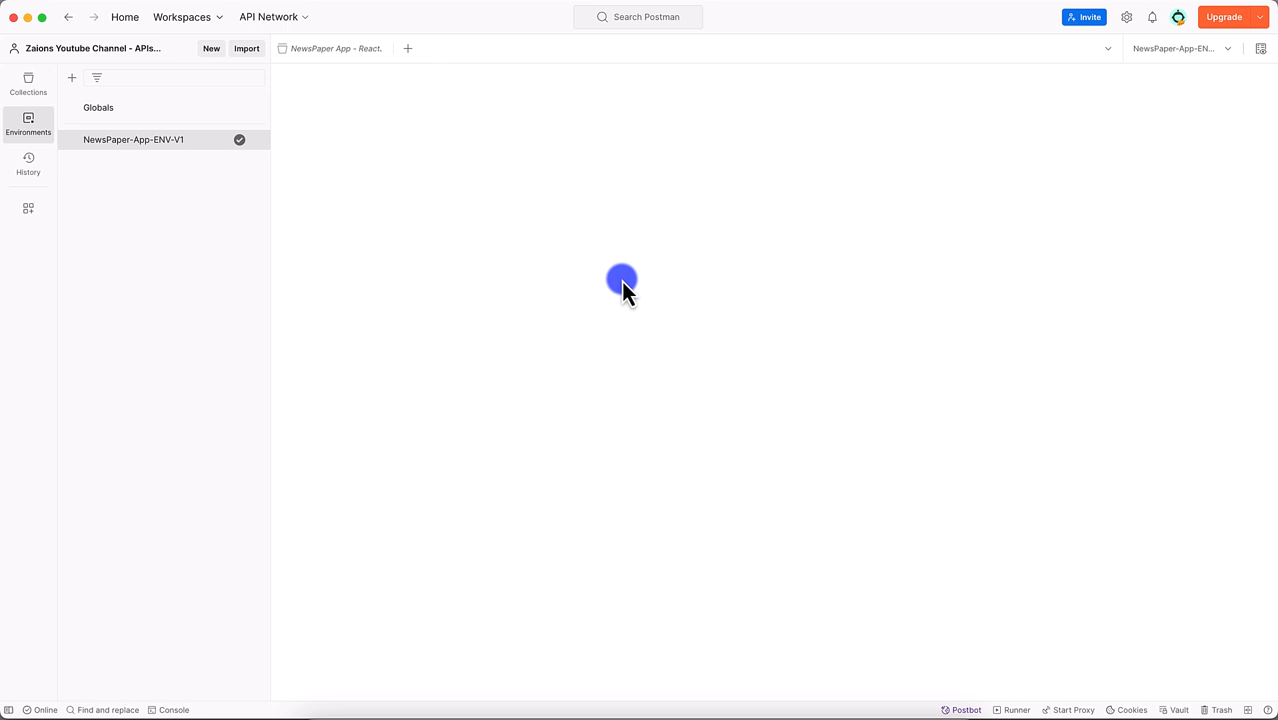 Home
Workspaces
API Network
Search Postman
Invite
Upgrade
Zaions Youtube Channel - APIs...
New
Import
NewsPaper App - React.
NewsPaper-App-EN...
Collections
Environments
History
Globals
NewsPaper-App-ENV-V1
Online
Find and replace
Console
Postbot
Runner
Start Proxy
Cookies
Vault
Trash